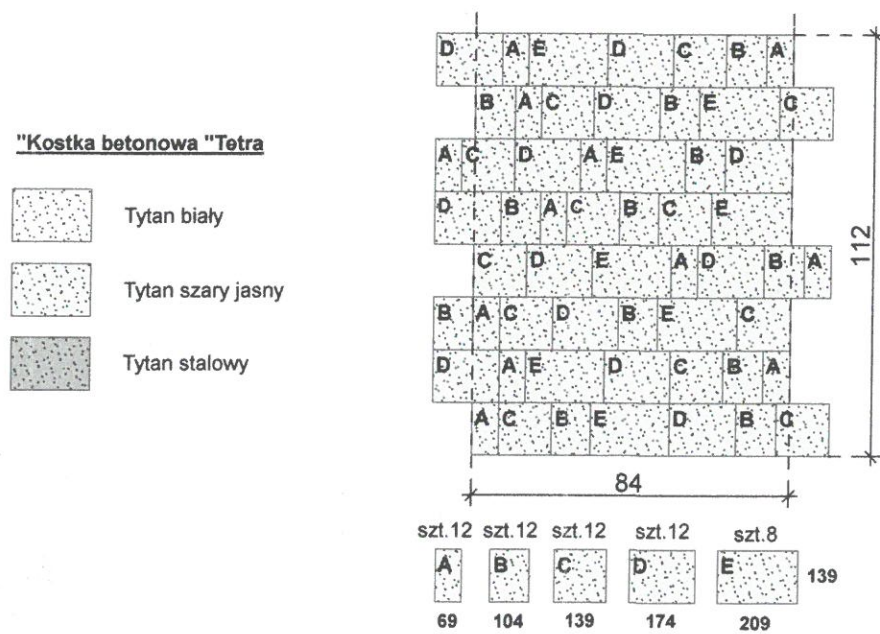 "Kostka betonowa "Tetra
Tytan biały
Tytan szary jasny
Tytan stalowy
D A E D C B A
B A C D B E C
A C D A E B D
D B A C B C E
C D E A D B A
B A C D B E C
D A E D C B A
A C B E D B C
112
84
szt.12 szt.12 szt.12 szt.12 szt.8
A B C D E 139
69 104 139 174 209